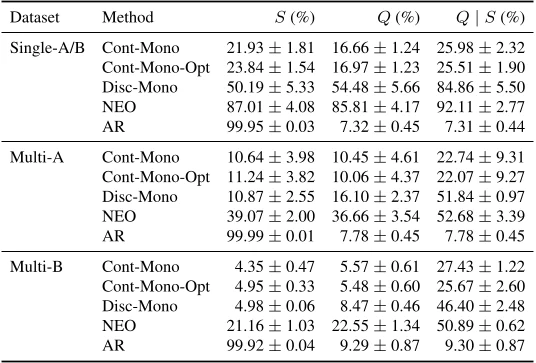 Dataset Method S (%) Q (%) Q | S (%)
Single-A/B Cont-Mono 21.93 ± 1.81 16.66 ± 1.24 25.98 ± 2.32
Cont-Mono-Opt 23.84 ± 1.54 16.97 ± 1.23 25.51 ± 1.90
Disc-Mono 50.19 ± 5.33 54.48 ± 5.66 84.86 ± 5.50
NEO 87.01 ± 4.08 85.81 ± 4.17 92.11 ± 2.77
AR 99.95 ± 0.03 7.32 ± 0.45 7.31 ± 0.44
Multi-A Cont-Mono 10.64 ± 3.98 10.45 ± 4.61 22.74 ± 9.31
Cont-Mono-Opt 11.24 ± 3.82 10.06 ± 4.37 22.07 ± 9.27
Disc-Mono 10.87 ± 2.55 16.10 ± 2.37 51.84 ± 0.97
NEO 39.07 ± 2.00 36.66 ± 3.54 52.68 ± 3.39
AR 99.99 ± 0.01 7.78 ± 0.45 7.78 ± 0.45
Multi-B Cont-Mono 4.35 ± 0.47 5.57 ± 0.61 27.43 ± 1.22
Cont-Mono-Opt 4.95 ± 0.33 5.48 ± 0.60 25.67 ± 2.60
Disc-Mono 4.98 ± 0.06 8.47 ± 0.46 46.40 ± 2.48
NEO 21.16 ± 1.03 22.55 ± 1.34 50.89 ± 0.62
AR 99.92 ± 0.04 9.29 ± 0.87 9.30 ± 0.87